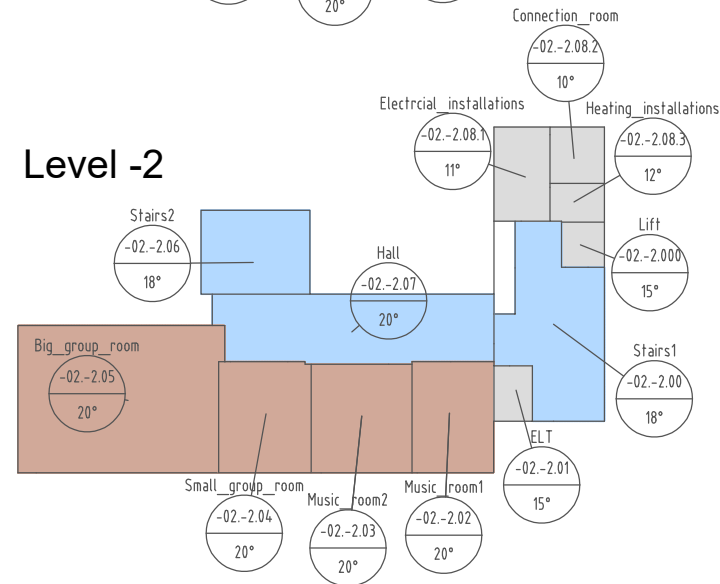 20°
Connection_room
-02.-2.08.2
10°
Electrcial_installations
-02.-2.08.1
11°
Heating_installations
-02.-2.08.3
12°
Level -2
Stairs2
-02.-2.06
18°
Hall
-02.-2.07
20°
Lift
-02.-2.000
15°
Big_group_room
-02.-2.05
20°
Stairs1
-02.-2.00
18°
ELT
-02.-2.01
15°
Small_group_room
-02.-2.04
20°
Music_room2
-02.-2.03
20°
Music_room1
-02.-2.02
20°